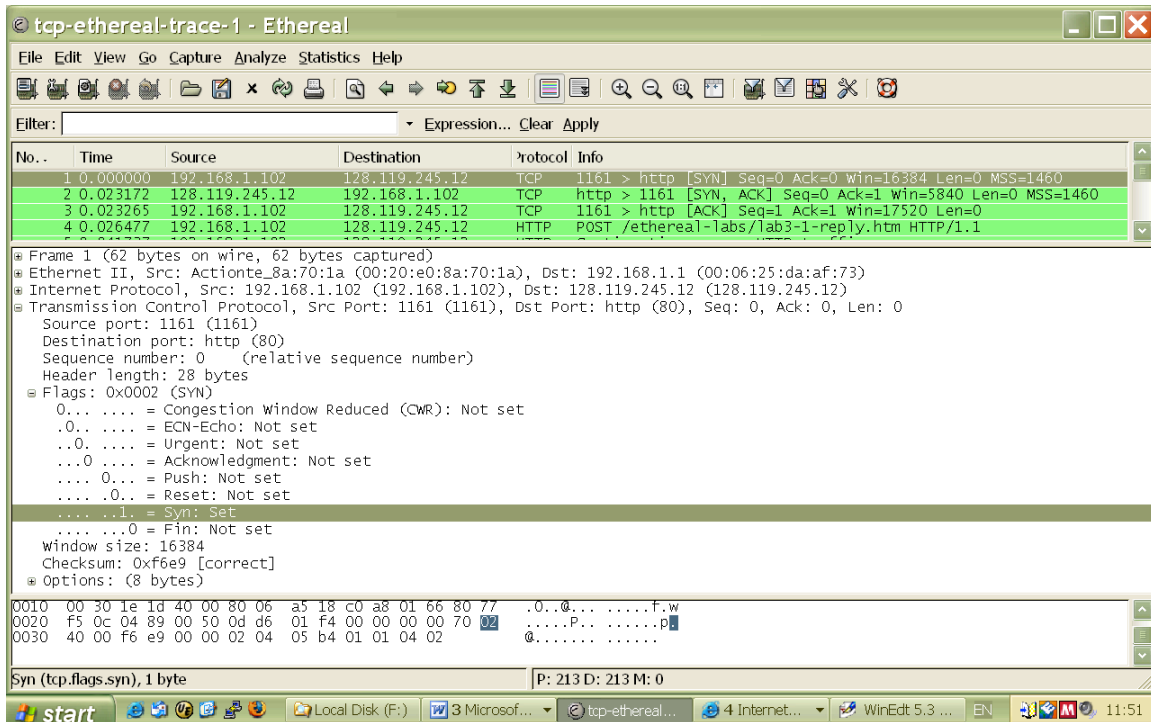 tcp-ethereal-trace-1 - Ethereal
File Edit View Go Capture Analyze Statistics Help
Filter: Expression... Clear Apply
No. . Time Source Destination Protocol Info
1 0.000000 192.168.1.102 128.119.245.12 TCP 1161 > http [SYN] Seq=0 Ack=0 Win=16384 Len=0 MSS=1460
2 0.023172 128.119.245.12 192.168.1.102 TCP http > 1161 [SYN, ACK] Seq=0 Ack=1 Win=5840 Len=0 MSS=1460
3 0.023265 192.168.1.102 128.119.245.12 TCP 1161 > http [ACK] Seq=1 Ack=1 Win=17520 Len=0
4 0.026477 192.168.1.102 128.119.245.12 HTTP POST /ethereal-labs/lab3-1-reply.htm HTTP/1.1
Frame 1 (62 bytes on wire, 62 bytes captured)
Ethernet II, Src: Actionte_8a:70:1a (00:20:e0:8a:70:1a), Dst: 192.168.1.1 (00:06:25:da:af:73)
Internet Protocol, Src: 192.168.1.102 (192.168.1.102), Dst: 128.119.245.12 (128.119.245.12)
Transmission Control Protocol, Src Port: 1161 (1161), Dst Port: http (80), Seq: 0, Ack: 0, Len: 0
Source port: 1161 (1161)
Destination port: http (80)
Sequence number: 0 (relative sequence number)
Header length: 28 bytes
Flags: 0x0002 (SYN)
0... .... = Congestion Window Reduced (CWR): Not set
.0.. .... = ECN-Echo: Not set
..0. .... = Urgent: Not set
...0 .... = Acknowledgment: Not set
.... 0... = Push: Not set
.... .0.. = Reset: Not set
.... ..1. = Syn: Set
.... ...0 = Fin: Not set
Window size: 16384
Checksum: 0xf6e9 [correct]
Options: (8 bytes)
0010 00 30 1e 1d 40 00 80 06 a5 18 c0 a8 01 66 80 77 .0..@... .....f.w
0020 f5 0c 04 89 00 50 0d d6 01 f4 00 00 00 00 70 02 .....P.. ......p.
0030 40 00 f6 e9 00 00 02 04 05 b4 01 01 04 02 @....... ......
Syn (tcp.flags.syn), 1 byte P: 213 D: 213 M: 0
start Local Disk (F:) 3 Microsof... tcp-ethereal... 4 Internet... WinEdt 5.3 ... EN 11:51